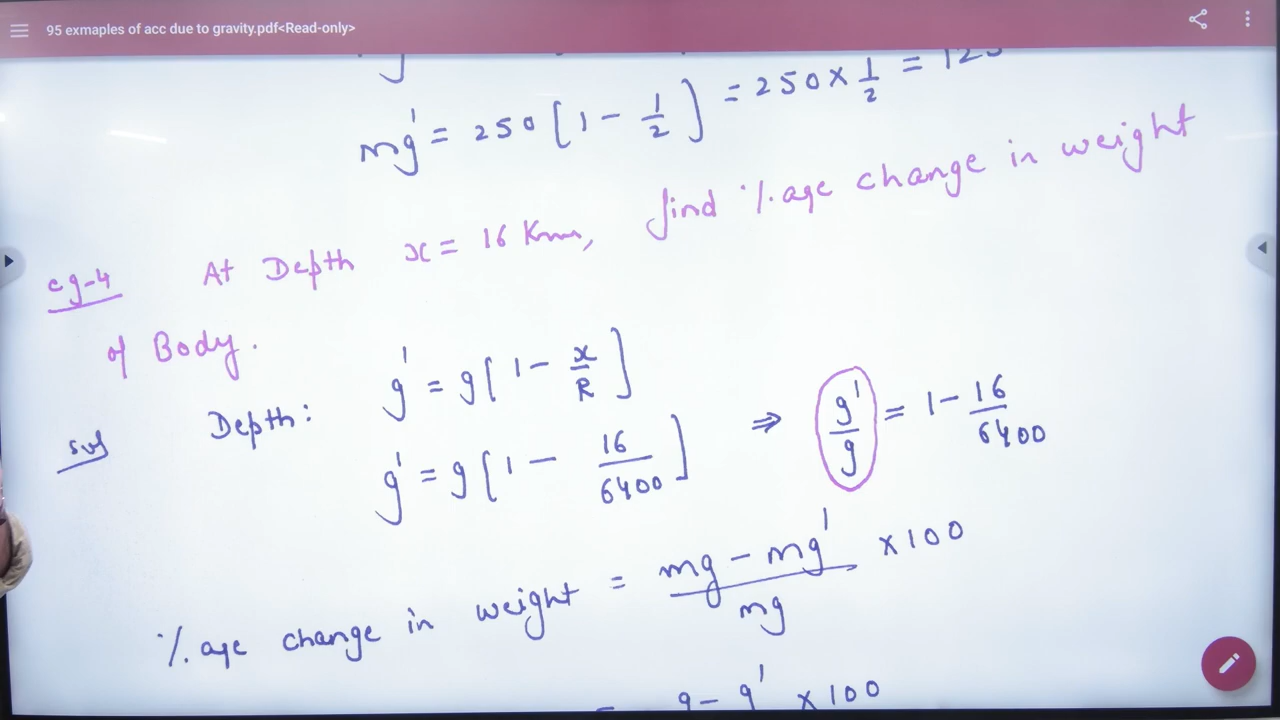 95 exmaples of acc due to gravity.pdf<Read-only>
mg' = 250 [1 - 1/2] = 250 × 1/2 = 125
eg-4 At Depth x = 16 Km, find %age change in weight
of Body.
Sol Depth: g' = g[1 - x/R]
g' = g[1 - 16/6400] ⇒ g'/g = 1 - 16/6400
%age change in weight = (mg - mg')/mg × 100
= g - g' × 100